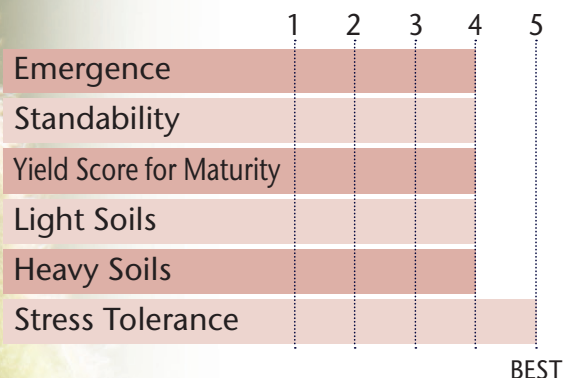 1 2 3 4 5
Emergence
Standability
Yield Score for Maturity
Light Soils
Heavy Soils
Stress Tolerance
BEST